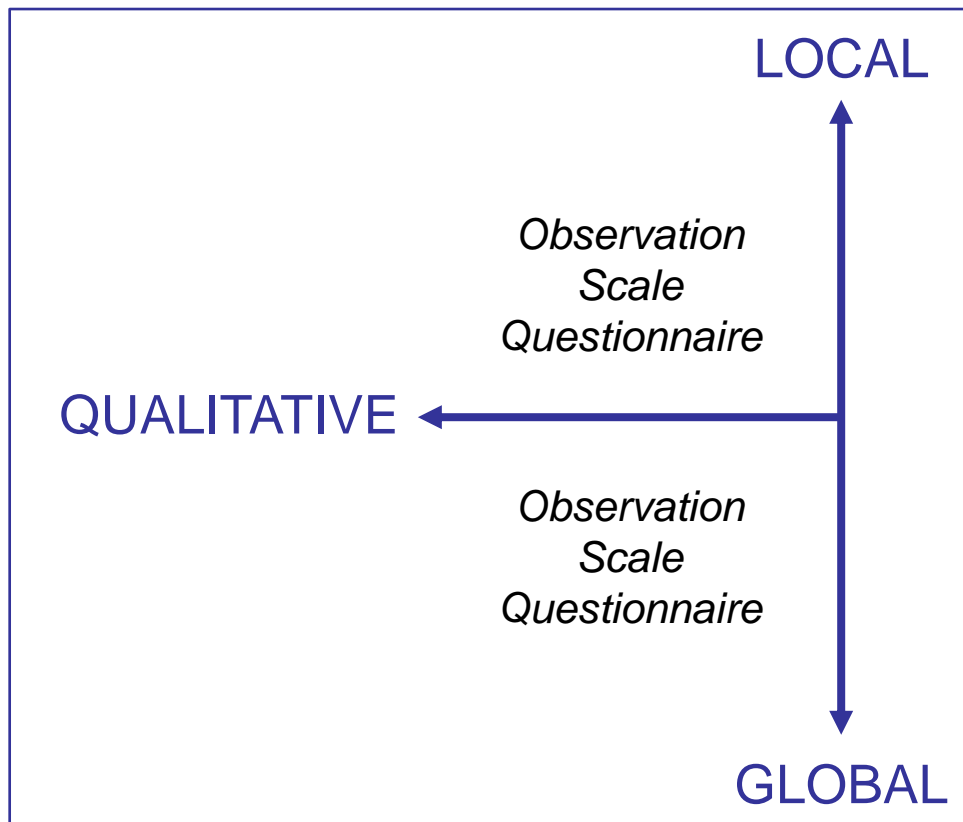 LOCAL
Observation
Scale
Questionnaire
QUALITATIVE
Observation
Scale
Questionnaire
GLOBAL